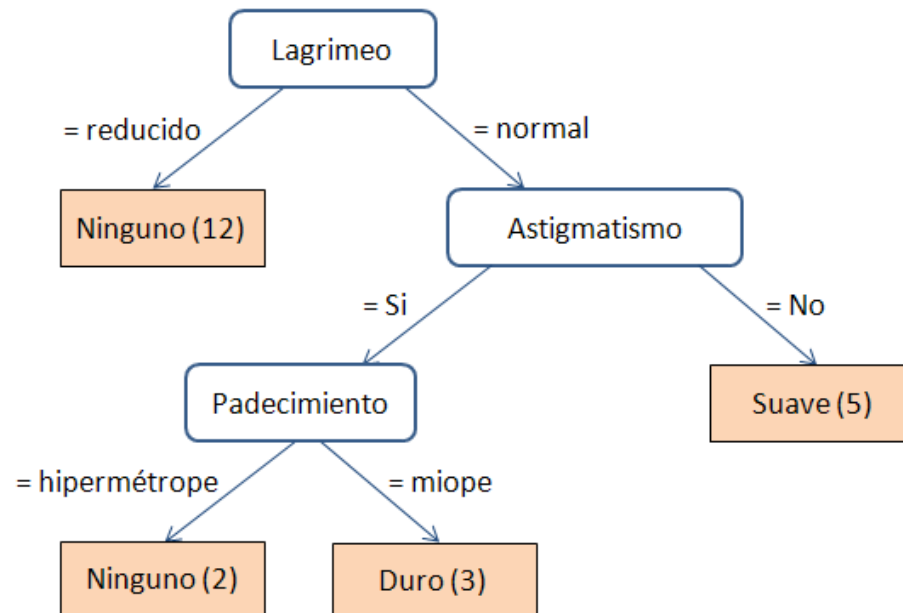 Lagrimeo
= reducido
= normal
Ninguno (12)
Astigmatismo
= Si
= No
Padecimiento
Suave (5)
= hipermétrope
= miope
Ninguno (2)
Duro (3)